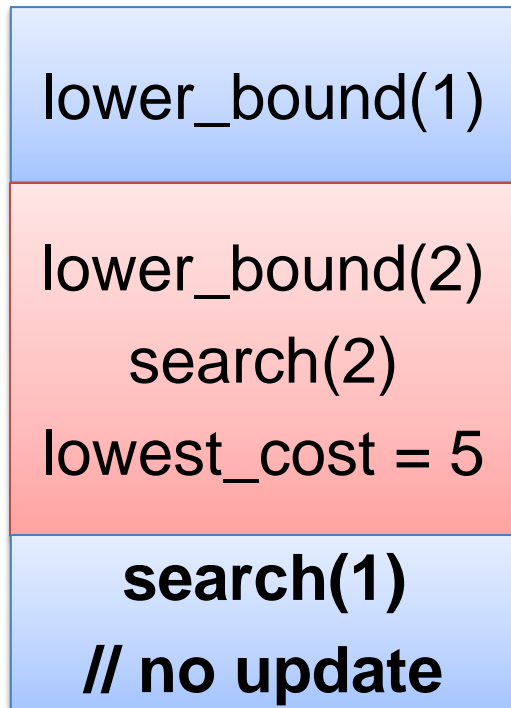 lower_bound(1)
lower_bound(2)
search(2)
lowest_cost = 5
search(1)
// no update